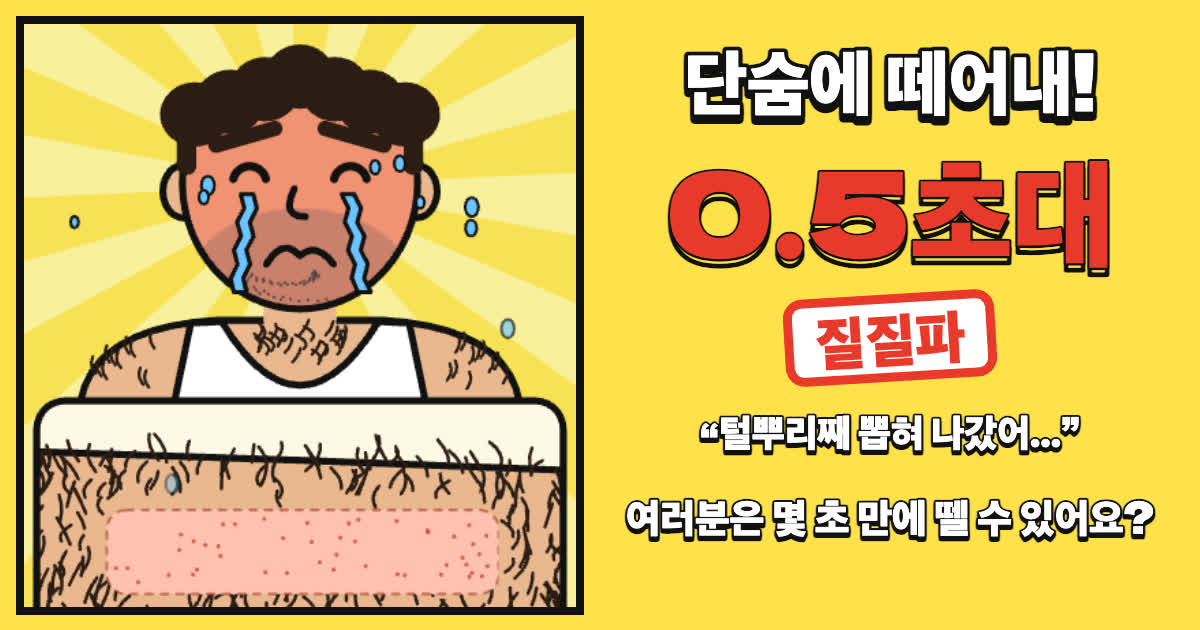 단숨에 떼어내!
0.5초대
질질파
“털뿌리째 뽑혀 나갔어...”
여러분은 몇 초 만에 뗄 수 있어요?